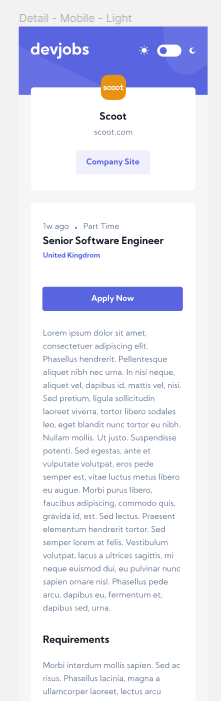 Detail - Mobile - Light
devjobs
scoot
Scoot
scoot.com
Company Site
1w ago . Part Time
Senior Software Engineer
United Kingdrom
Apply Now
Lorem ipsum dolor sit amet,
consectetuer adipiscing elit.
Phasellus hendrerit. Pellentesque
aliquet nibh nec urna. In nisi neque,
aliquet vel, dapibus id, mattis vel, nisi.
Sed pretium, ligula sollicitudin
laoreet viverra, tortor libero sodales
leo, eget blandit nunc tortor eu nibh.
Nullam mollis. Ut justo. Suspendisse
potenti. Sed egestas, ante et
vulputate volutpat, eros pede
semper est, vitae luctus metus libero
eu augue. Morbi purus libero,
faucibus adipiscing, commodo quis,
gravida id, est. Sed lectus. Praesent
elementum hendrerit tortor. Sed
semper lorem at felis. Vestibulum
volutpat, lacus a ultrices sagittis, mi
neque euismod dui, eu pulvinar nunc
sapien ornare nisl. Phasellus pede
arcu, dapibus eu, fermentum et,
dapibus sed, urna.
Requirements
Morbi interdum mollis sapien. Sed ac
risus. Phasellus lacinia, magna a
ullamcorper laoreet, lectus arcu